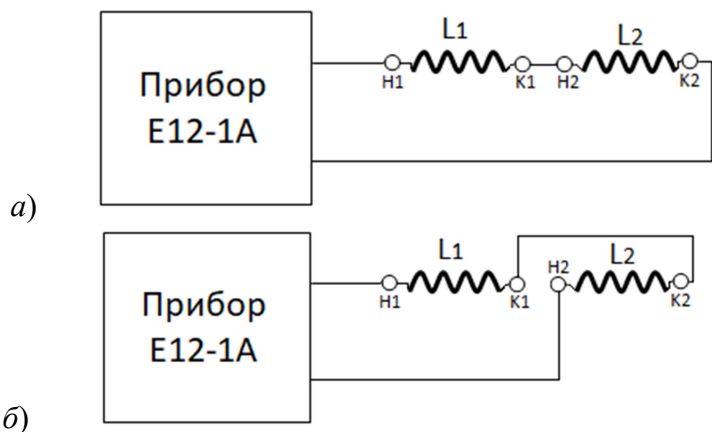 L1 L2
Прибор
Е12-1А
Н1 К1 Н2 К2
а)
L1 L2
Прибор
Е12-1А
Н1 К1 Н2 К2
б)